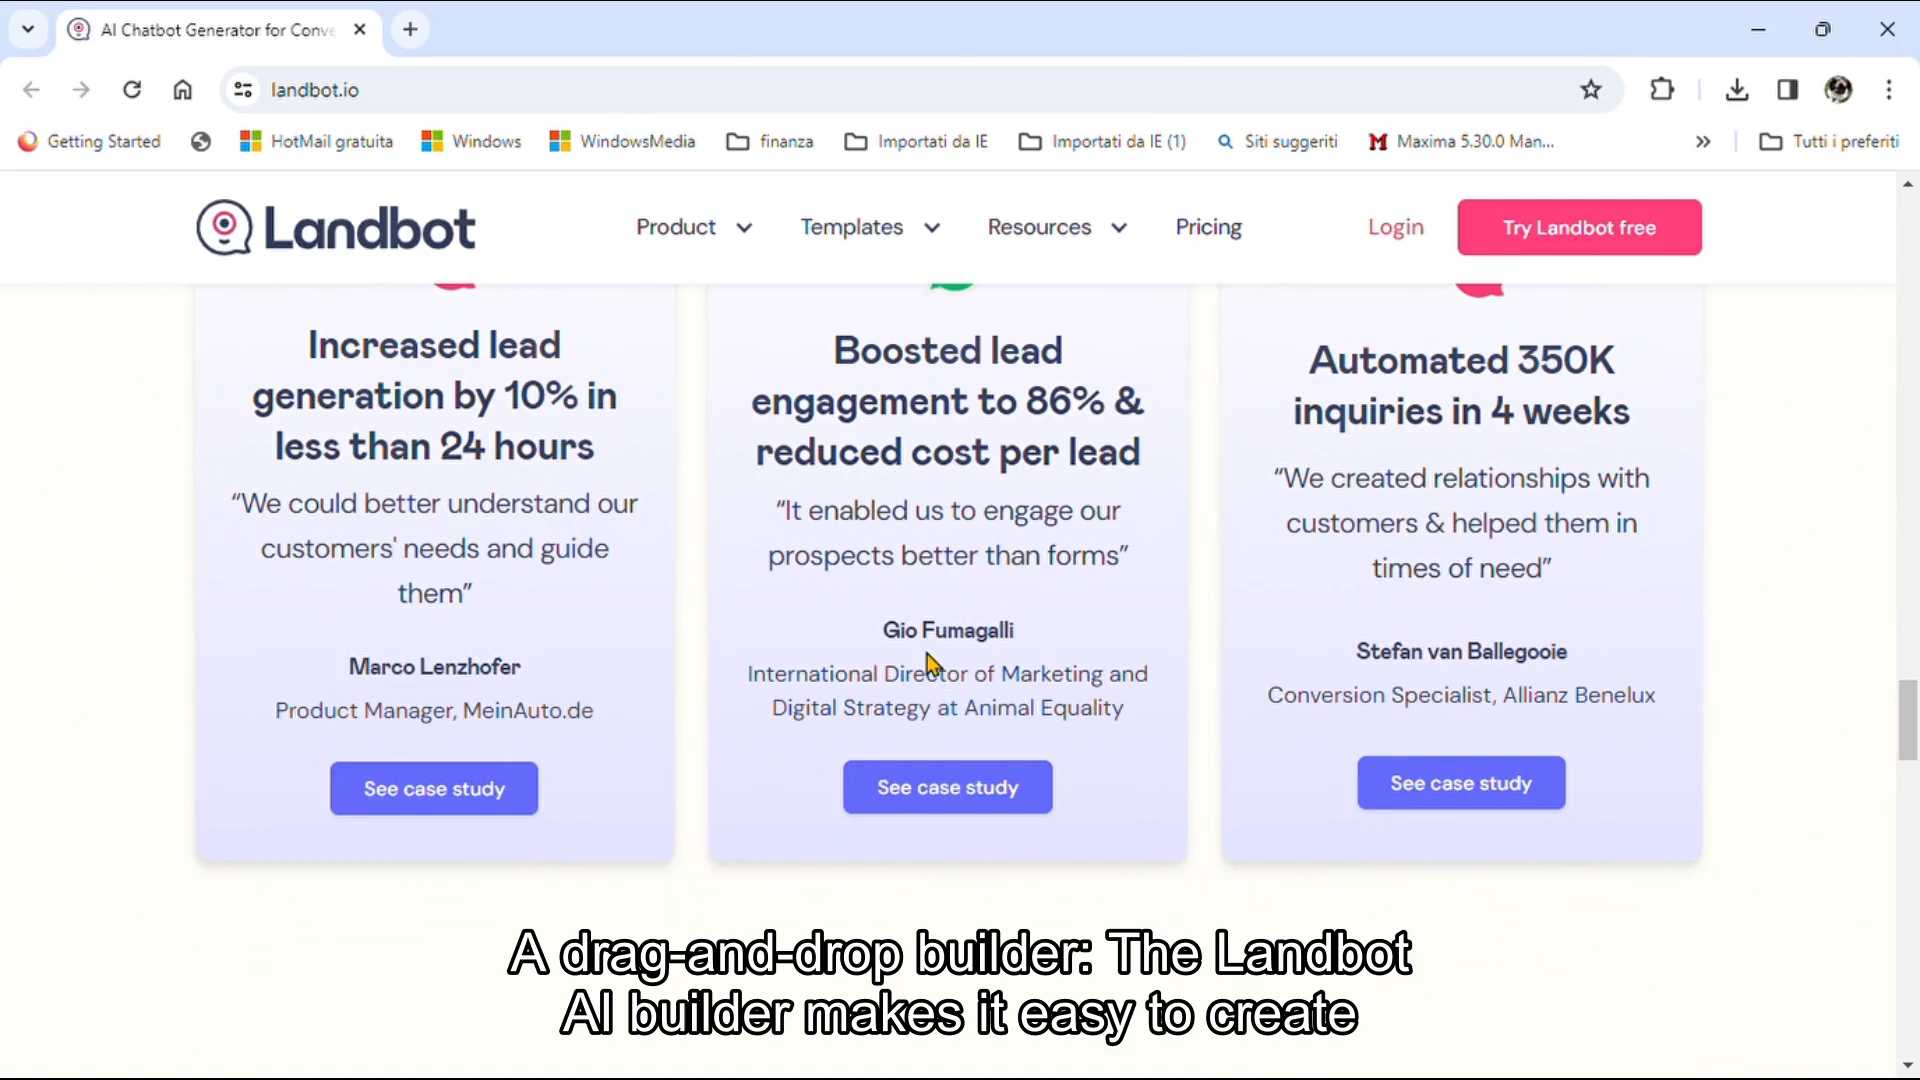 AI Chatbot Generator for Conve
landbot.io
Getting Started
HotMail gratuita
Windows
WindowsMedia
finanza
Importati da IE
Importati da IE (1)
Siti suggeriti
Maxima 5.30.0 Man...
Tutti i preferiti
Landbot
Product
Templates
Resources
Pricing
Login
Try Landbot free
Increased lead
generation by 10% in
less than 24 hours
“We could better understand our
customers' needs and guide
them”
Marco Lenzhofer
Product Manager, MeinAuto.de
See case study
Boosted lead
engagement to 86% &
reduced cost per lead
“It enabled us to engage our
prospects better than forms”
Gio Fumagalli
International Director of Marketing and
Digital Strategy at Animal Equality
See case study
Automated 350K
inquiries in 4 weeks
“We created relationships with
customers & helped them in
times of need”
Stefan van Ballegooie
Conversion Specialist, Allianz Benelux
See case study
A drag-and-drop builder: The Landbot
AI builder makes it easy to create